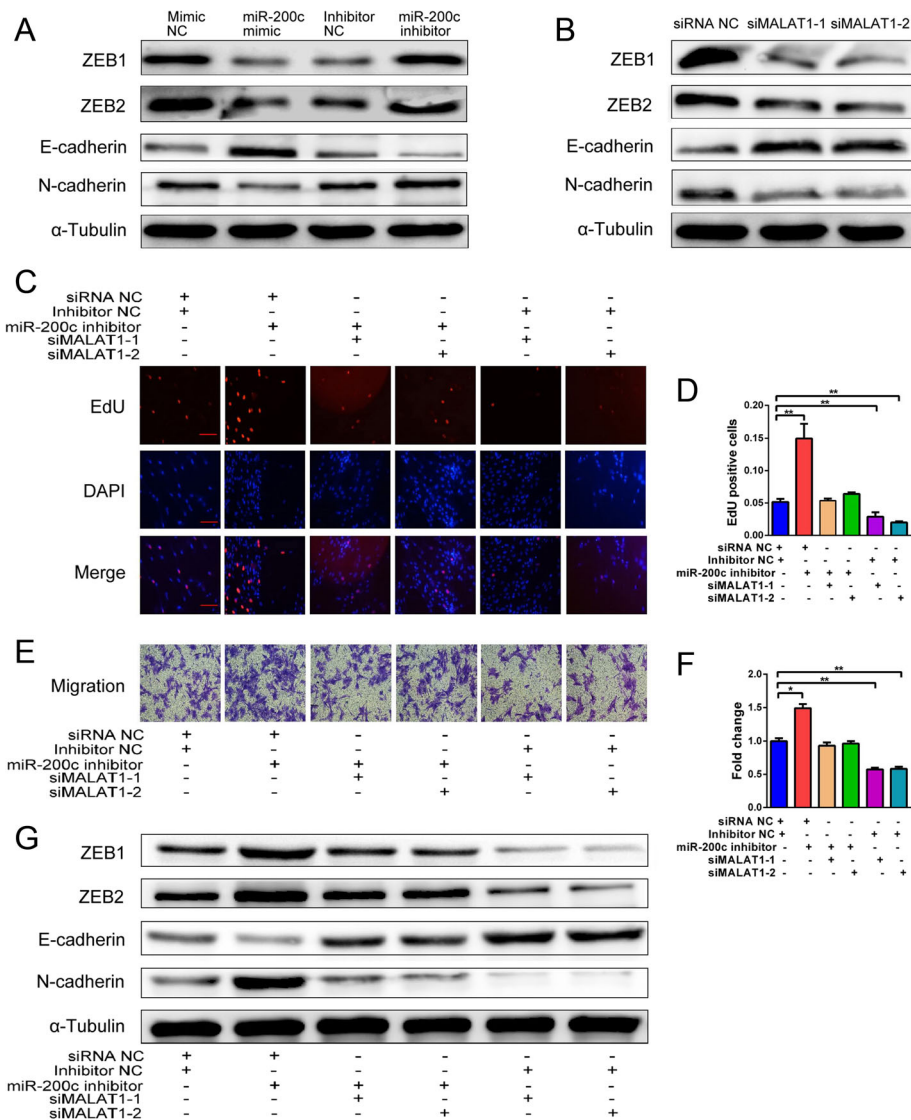 A
Mimic NC
miR-200c mimic
Inhibitor NC
miR-200c inhibitor
ZEB1
ZEB2
E-cadherin
N-cadherin
α-Tubulin
B
siRNA NC siMALAT1-1 siMALAT1-2
ZEB1
ZEB2
E-cadherin
N-cadherin
α-Tubulin
C
siRNA NC + + - - - -
Inhibitor NC + - - - + +
miR-200c inhibitor - + + + - -
siMALAT1-1 - - + - + -
siMALAT1-2 - - - + - +
EdU
DAPI
Merge
D
EdU positive cells
0.20
0.15
0.10
0.05
0.00
**
**
**
siRNA NC + + - - - -
Inhibitor NC + - - - + +
miR-200c inhibitor - + + + - -
siMALAT1-1 - - + - + -
siMALAT1-2 - - - + - +
E
Migration
siRNA NC + + - - - -
Inhibitor NC + - - - + +
miR-200c inhibitor - + + + - -
siMALAT1-1 - - + - + -
siMALAT1-2 - - - + - +
F
Fold change
2.0
1.5
1.0
0.5
0.0
**
**
*
siRNA NC + + - - - -
Inhibitor NC + - - - + +
miR-200c inhibitor - + + + - -
siMALAT1-1 - - + - + -
siMALAT1-2 - - - + - +
G
ZEB1
ZEB2
E-cadherin
N-cadherin
α-Tubulin
siRNA NC + + - - - -
Inhibitor NC + - - - + +
miR-200c inhibitor - + + + - -
siMALAT1-1 - - + - + -
siMALAT1-2 - - - + - +